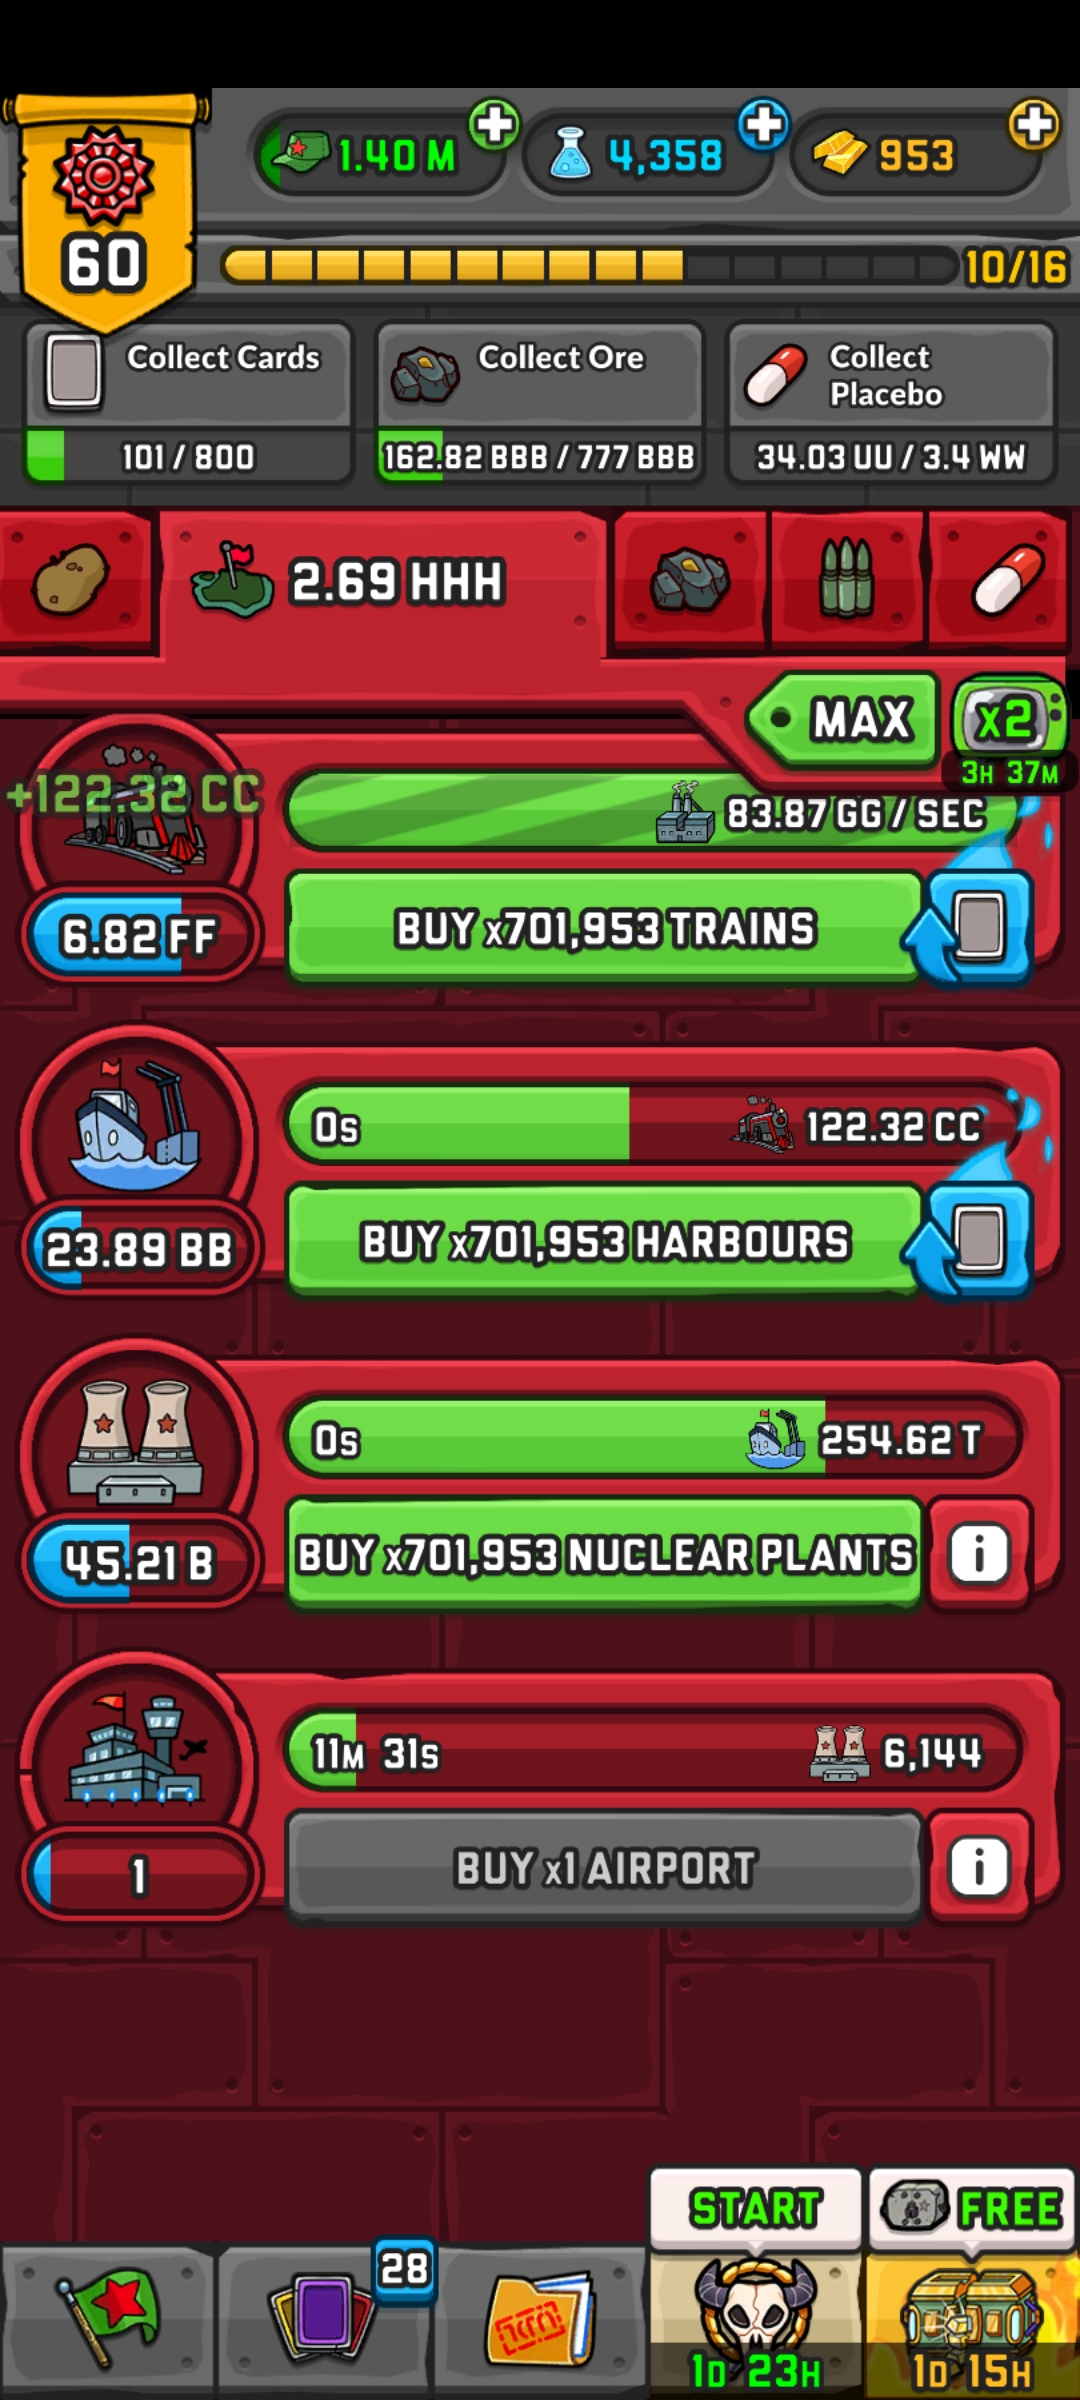 60
1.40 M
4,358
953
10/16
Collect Cards
101 / 800
Collect Ore
162.82 BBB / 777 BBB
Collect
Placebo
34.03 UU / 3.4 WW
2.69 HHH
MAX
x2
3H 37M
+122.32 CC
83.87 GG / SEC
6.82 FF
BUY x701,953 TRAINS
0s
122.32 CC
23.89 BB
BUY x701,953 HARBOURS
0s
254.62 T
45.21 B
BUY x701,953 NUCLEAR PLANTS
i
11M 31s
6,144
1
BUY x1 AIRPORT
i
START
FREE
28
1D 23H
1D 15H